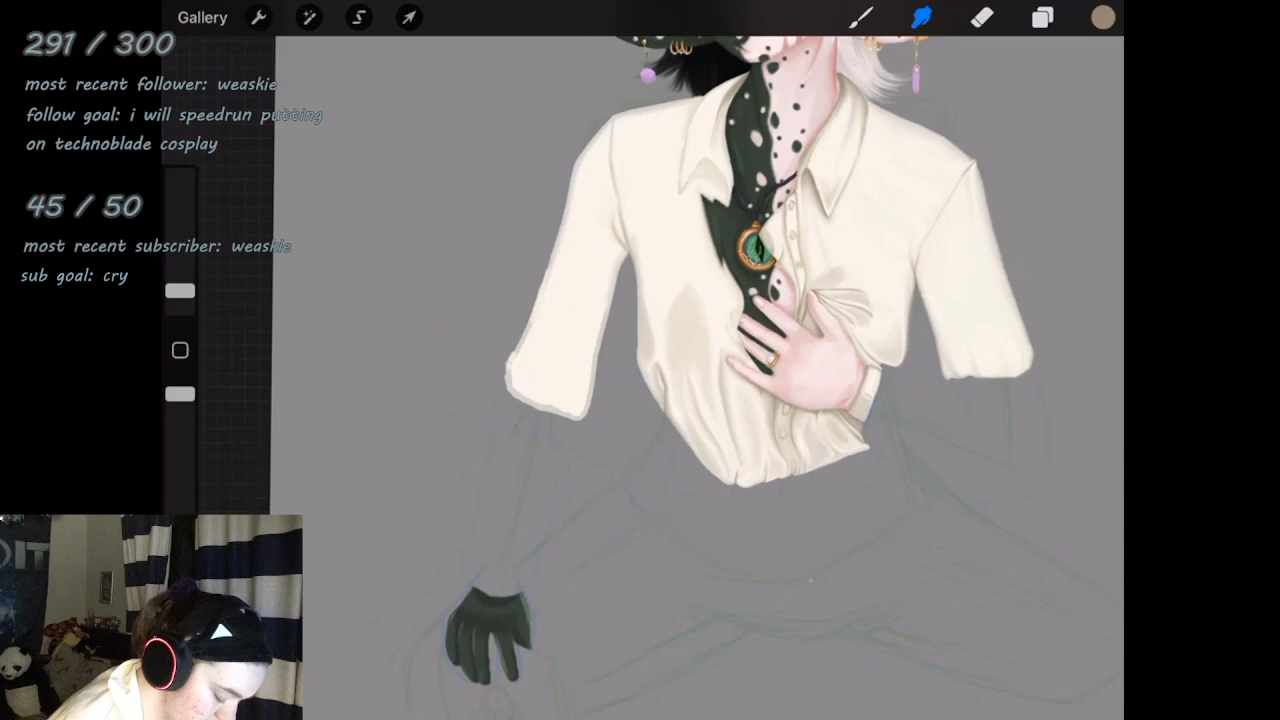 Gallery
291 / 300
most recent follower: weaskie
follow goal: i will speedrun putting
on technoblade cosplay
45 / 50
most recent subscriber: weaskie
sub goal: cry